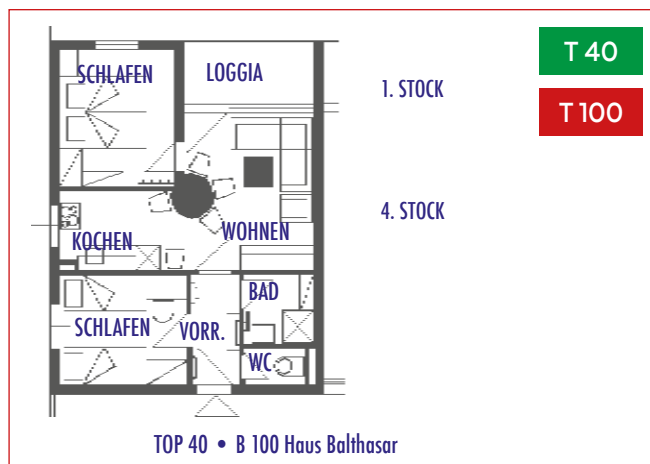 SCHLAFEN
LOGGIA
1. STOCK
T 40
T 100
4. STOCK
KOCHEN
WOHNEN
BAD
SCHLAFEN
VORR.
WC
TOP 40 • B 100 Haus Balthasar